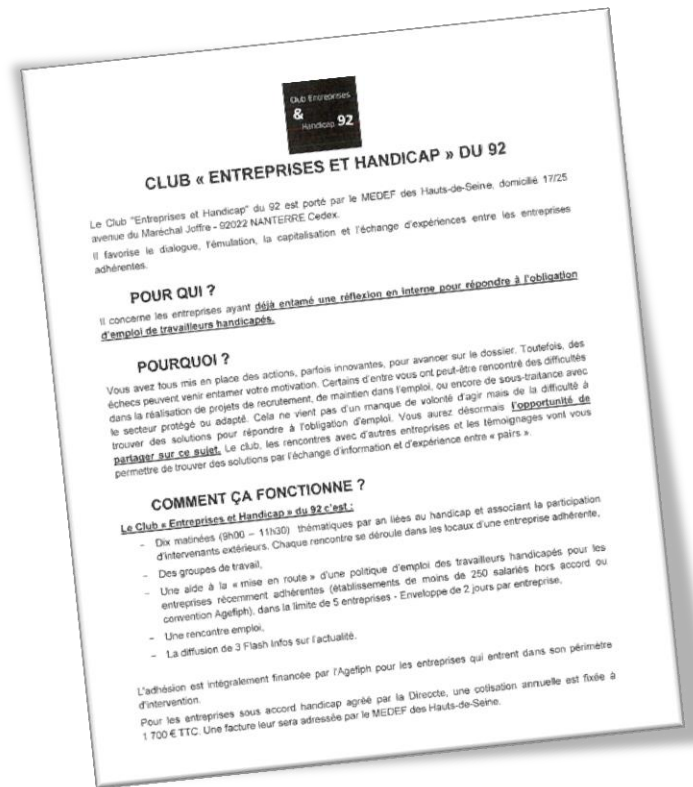 Club Entreprises
&
Handicap 92
CLUB « ENTREPRISES ET HANDICAP » DU 92
Le Club "Entreprises et Handicap" du 92 est porté par le MEDEF des Hauts-de-Seine, domicilié 17/25
avenue du Maréchal Joffre - 92022 NANTERRE Cedex.
Il favorise le dialogue, l'émulation, la capitalisation et l'échange d'expériences entre les entreprises
adhérentes.
POUR QUI ?
Il concerne les entreprises ayant déjà entamé une réflexion en interne pour répondre à l'obligation
d'emploi de travailleurs handicapés.
POURQUOI ?
Vous avez tous mis en place des actions, parfois innovantes, pour avancer sur le dossier. Toutefois, des
échecs peuvent venir entamer votre motivation. Certains d'entre vous ont peut-être rencontré des difficultés
dans la réalisation de projets de recrutement, de maintien dans l'emploi, ou encore de sous-traitance avec
le secteur protégé ou adapté. Cela ne vient pas d'un manque de volonté d'agir mais de la difficulté à
trouver des solutions pour répondre à l'obligation d'emploi. Vous aurez désormais l'opportunité de
partager sur ce sujet. Le club, les rencontres avec d'autres entreprises et les témoignages vont vous
permettre de trouver des solutions par l'échange d'information et d'expérience entre « pairs ».
COMMENT ÇA FONCTIONNE ?
Le Club « Entreprises et Handicap » du 92 c'est :
- Dix matinées (9h00 – 11h30) thématiques par an liées au handicap et associant la participation
d'intervenants extérieurs. Chaque rencontre se déroule dans les locaux d'une entreprise adhérente,
- Des groupes de travail,
- Une aide à la « mise en route » d'une politique d'emploi des travailleurs handicapés pour les
entreprises récemment adhérentes (établissements de moins de 250 salariés hors accord ou
convention Agefiph), dans la limite de 5 entreprises - Enveloppe de 2 jours par entreprise,
- Une rencontre emploi,
- La diffusion de 3 Flash Infos sur l'actualité.
L'adhésion est intégralement financée par l'Agefiph pour les entreprises qui entrent dans son périmètre
d'intervention.
Pour les entreprises sous accord handicap agréé par la Direccte, une cotisation annuelle est fixée à
1 700 € TTC. Une facture leur sera adressée par le MEDEF des Hauts-de-Seine.